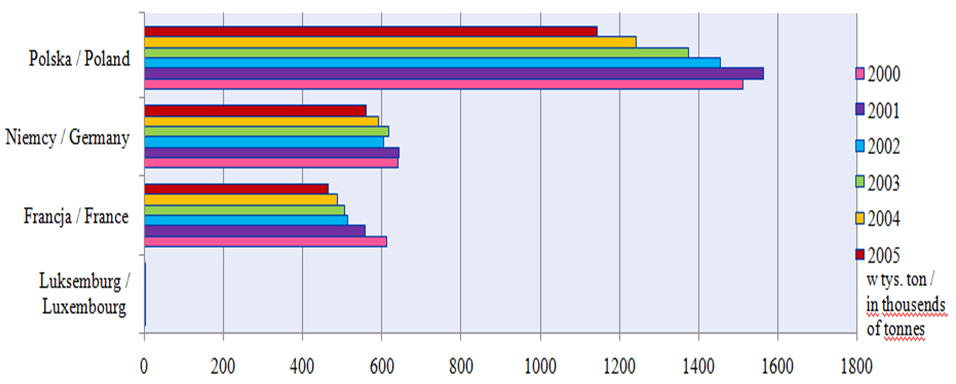 Polska / Poland
Niemcy / Germany
Francja / France
Luksemburg /
Luxembourg
0 200 400 600 800 1000 1200 1400 1600 1800
2000
2001
2002
2003
2004
2005
w tys. ton /
in thousands
of tonnes